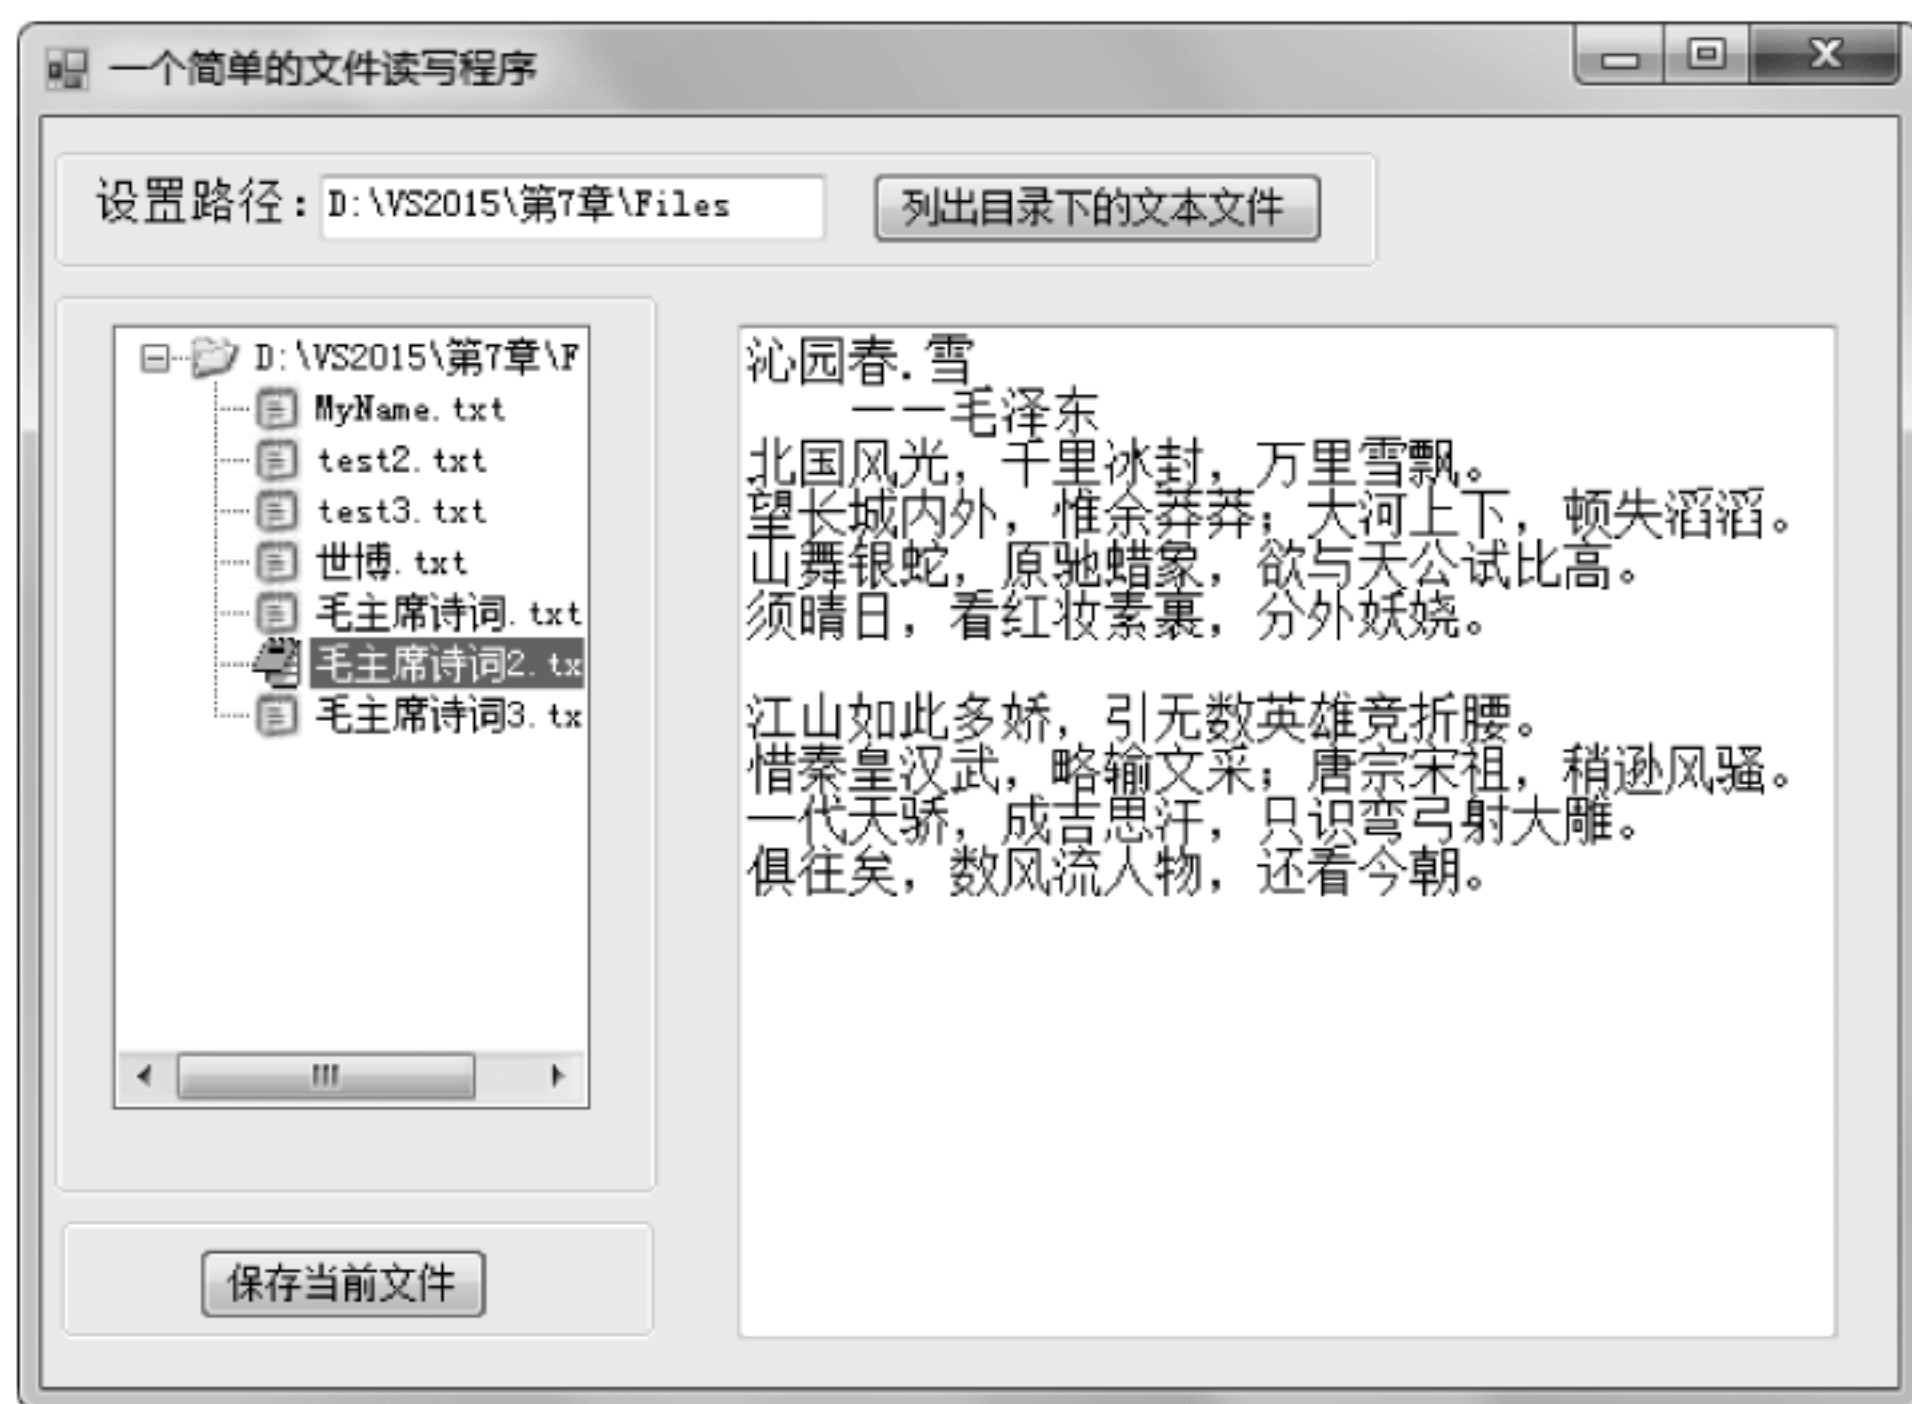 一个简单的文件读写程序
设置路径：D:\VS2015\第7章\Files 列出目录下的文本文件
D:\VS2015\第7章\F
MyName.txt
test2.txt
test3.txt
世博.txt
毛主席诗词.txt
毛主席诗词2.tx
毛主席诗词3.tx
保存当前文件
沁园春.雪
——毛泽东
北国风光，千里冰封，万里雪飘。
望长城内外，惟余莽莽；大河上下，顿失滔滔。
山舞银蛇，原驰蜡象，欲与天公试比高。
须晴日，看红妆素裹，分外妖娆。
江山如此多娇，引无数英雄竞折腰。
惜秦皇汉武，略输文采；唐宗宋祖，稍逊风骚。
一代天骄，成吉思汗，只识弯弓射大雕。
俱往矣，数风流人物，还看今朝。